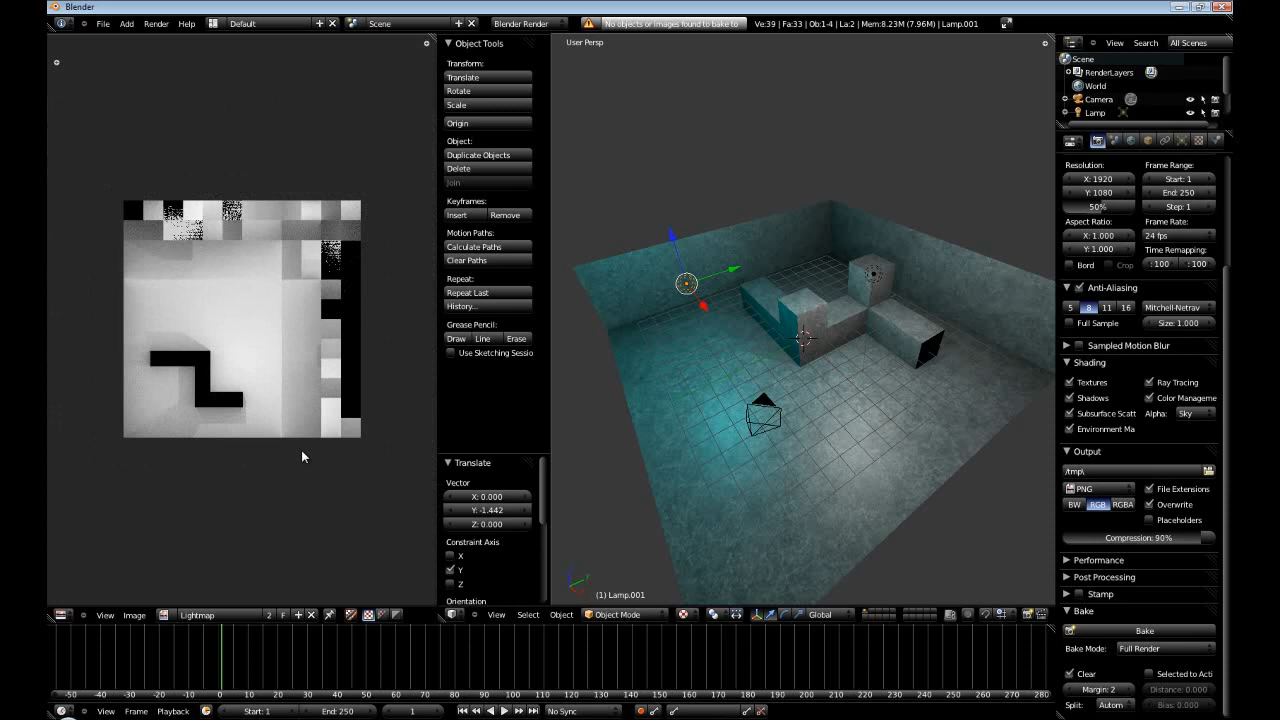 Blender
File Add Render Help Default Scene Blender Render No objects or images found to bake to Ve:39 | Fa:33 | Ob:1-4 | La:2 | Mem:8.23M (7.96M) | Lamp.001
Object Tools
Transform:
Translate
Rotate
Scale
Origin
Object:
Duplicate Objects
Delete
Join
Keyframes:
Insert Remove
Motion Paths:
Calculate Paths
Clear Paths
Repeat:
Repeat Last
History...
Grease Pencil:
Draw Line Erase
Use Sketching Sessio
Translate
Vector
X: 0.000
Y: -1.442
Z: 0.000
Constraint Axis
X
Y
Z
Orientation
User Persp
(1) Lamp.001
View Search All Scenes
Scene
RenderLayers
World
Camera
Lamp
Resolution: Frame Range:
X: 1920 Start: 1
Y: 1080 End: 250
50% Step: 1
Aspect Ratio: Frame Rate:
X: 1.000 24 fps
Y: 1.000 Time Remapping:
Bord Crop :100 :100
Anti-Aliasing
5 8 11 16 Mitchell-Netrav
Full Sample Size: 1.000
Sampled Motion Blur
Shading
Textures Ray Tracing
Shadows Color Manageme
Subsurface Scatt Alpha: Sky
Environment Ma
Output
/tmp\
PNG File Extensions
BW RGB RGBA Overwrite
Placeholders
Compression: 90%
Performance
Post Processing
Stamp
Bake
Bake
Bake Mode: Full Render
Clear Selected to Acti
Margin: 2 Distance: 0.000
Split: Autom Bias: 0.000
View Image Lightmap 2 F
View Select Object Object Mode Global
-50 -40 -30 -20 -10 0 10 20 30 40 50 60 70 80 90 100 110 120 130 140 150 160 170 180 190 200 210 220 230 240 250 260 270 280
View Frame Playback Start: 1 End: 250 1 No Sync